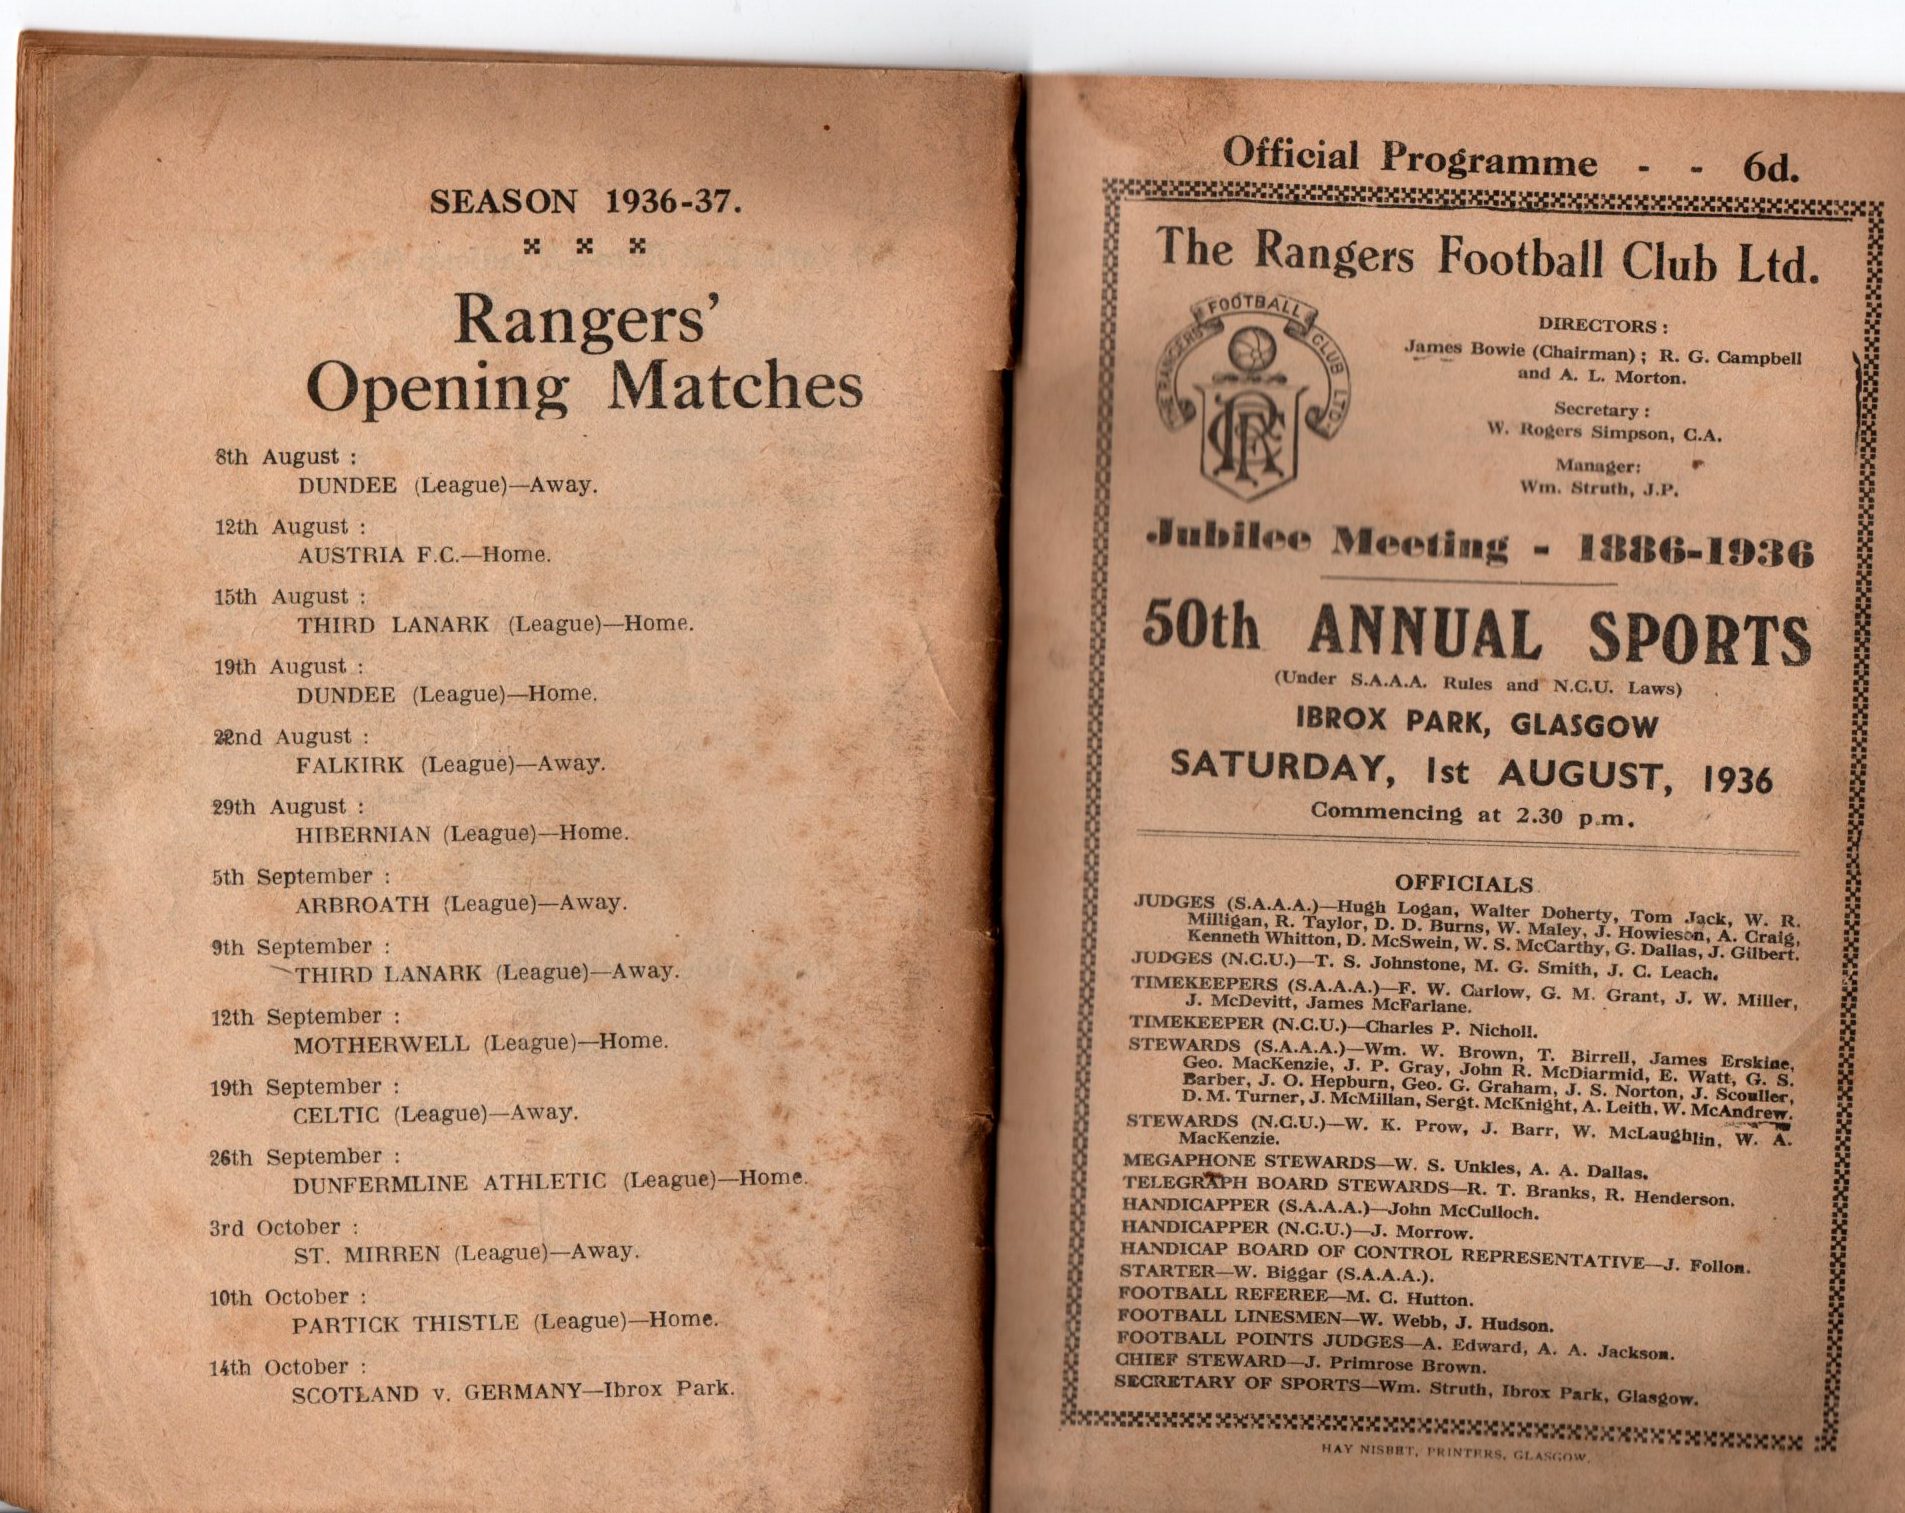 SEASON 1936-37.
Rangers'
Opening Matches
8th August :
DUNDEE (League)—Away.
12th August :
AUSTRIA F.C.—Home.
15th August :
THIRD LANARK (League)—Home.
19th August :
DUNDEE (League)—Home.
22nd August :
FALKIRK (League)—Away.
29th August :
HIBERNIAN (League)—Home.
5th September :
ARBROATH (League)—Away.
9th September :
THIRD LANARK (League)—Away.
12th September :
MOTHERWELL (League)—Home.
19th September :
CELTIC (League)—Away.
26th September :
DUNFERMLINE ATHLETIC (League)—Home.
3rd October :
ST. MIRREN (League)—Away.
10th October :
PARTICK THISTLE (League)—Home.
14th October :
SCOTLAND v. GERMANY—Ibrox Park.
Official Programme - - 6d.
The Rangers Football Club Ltd.
THE RANGERS FOOTBALL CLUB LTD.
DIRECTORS :
James Bowie (Chairman) ; R. G. Campbell
and A. L. Morton.
Secretary :
W. Rogers Simpson, C.A.
Manager:
Wm. Struth, J.P.
Jubilee Meeting - 1886-1936
50th ANNUAL SPORTS
(Under S.A.A.A. Rules and N.C.U. Laws)
IBROX PARK, GLASGOW
SATURDAY, 1st AUGUST, 1936
Commencing at 2.30 p.m.
OFFICIALS
JUDGES (S.A.A.A.)—Hugh Logan, Walter Doherty, Tom Jack, W. R.
Milligan, R. Taylor, D. D. Burns, W. Maley, J. Howieson, A. Craig,
Kenneth Whitton, D. McSwein, W. S. McCarthy, G. Dallas, J. Gilbert.
JUDGES (N.C.U.)—T. S. Johnstone, M. G. Smith, J. C. Leach.
TIMEKEEPERS (S.A.A.A.)—F. W. Carlow, G. M. Grant, J. W. Miller,
J. McDevitt, James McFarlane.
TIMEKEEPER (N.C.U.)—Charles P. Nicholl.
STEWARDS (S.A.A.A.)—Wm. W. Brown, T. Birrell, James Erskine,
Geo. MacKenzie, J. P. Gray, John R. McDiarmid, E. Watt, G. S.
Barber, J. O. Hepburn, Geo. G. Graham, J. S. Norton, J. Scouller,
D. M. Turner, J. McMillan, Sergt. McKnight, A. Leith, W. McAndrew.
STEWARDS (N.C.U.)—W. K. Prow, J. Barr, W. McLaughlin, W. A.
MacKenzie.
MEGAPHONE STEWARDS—W. S. Unkles, A. A. Dallas.
TELEGRAPH BOARD STEWARDS—R. T. Branks, R. Henderson.
HANDICAPPER (S.A.A.A.)—John McCulloch.
HANDICAPPER (N.C.U.)—J. Morrow.
HANDICAP BOARD OF CONTROL REPRESENTATIVE—J. Follon.
STARTER—W. Biggar (S.A.A.A.).
FOOTBALL REFEREE—M. C. Hutton.
FOOTBALL LINESMEN—W. Webb, J. Hudson.
FOOTBALL POINTS JUDGES—A. Edward, A. A. Jackson.
CHIEF STEWARD—J. Primrose Brown.
SECRETARY OF SPORTS—Wm. Struth, Ibrox Park, Glasgow.
HAY NISBET, PRINTERS, GLASGOW.